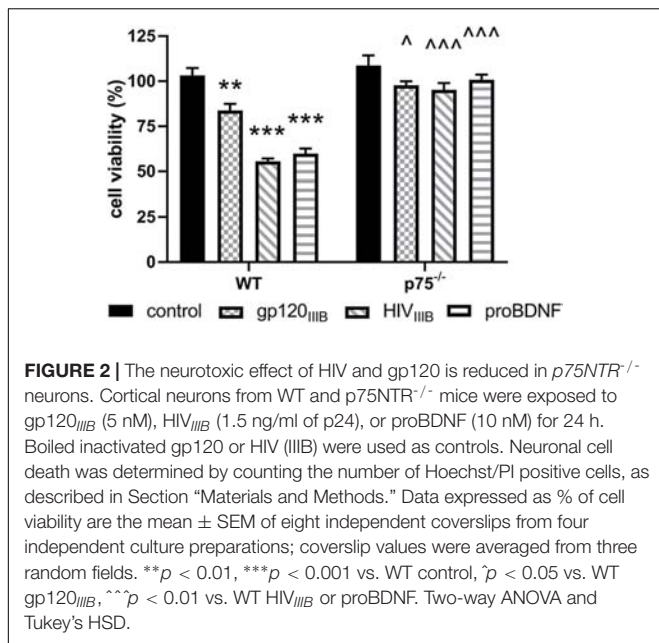 ^ ^^^ ^^^
**
*** ***
125
100
75
50
25
0
cell viability (%)
WT p75-/-
control gp120IIIB HIVIIIB proBDNF
FIGURE 2 | The neurotoxic effect of HIV and gp120 is reduced in p75NTR-/-
neurons. Cortical neurons from WT and p75NTR-/- mice were exposed to
gp120IIIB (5 nM), HIVIIIB (1.5 ng/ml of p24), or proBDNF (10 nM) for 24 h.
Boiled inactivated gp120 or HIV (IIIB) were used as controls. Neuronal cell
death was determined by counting the number of Hoechst/PI positive cells, as
described in Section “Materials and Methods.” Data expressed as % of cell
viability are the mean ± SEM of eight independent coverslips from four
independent culture preparations; coverslip values were averaged from three
random fields. **p < 0.01, ***p < 0.001 vs. WT control, ^p < 0.05 vs. WT
gp120IIIB, ^^^p < 0.01 vs. WT HIVIIIB or proBDNF. Two-way ANOVA and
Tukey’s HSD.